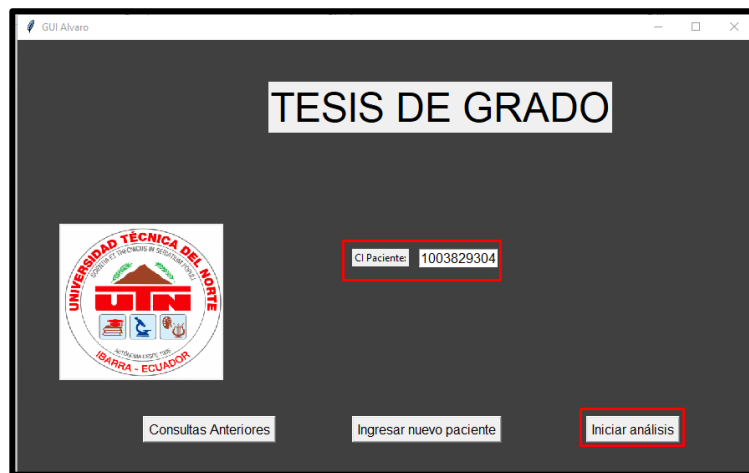 GUI Alvaro
TESIS DE GRADO
UNIVERSIDAD TÉCNICA DEL NORTE
UTN
IBARRA - ECUADOR
CI Paciente: 1003829304
Consultas Anteriores Ingresar nuevo paciente Iniciar análisis